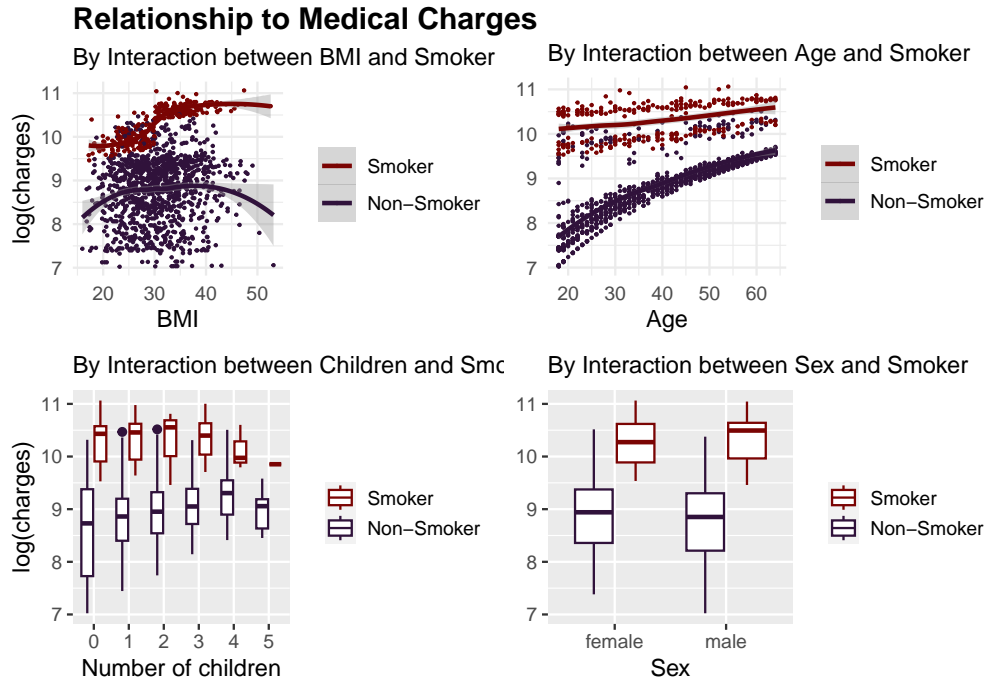 Relationship to Medical Charges
By Interaction between BMI and Smoker
log(charges)
11
10
9
8
7
20 30 40 50
BMI
Smoker
Non−Smoker
By Interaction between Age and Smoker
11
10
9
8
7
20 30 40 50 60
Age
Smoker
Non−Smoker
By Interaction between Children and Smo
log(charges)
11
10
9
8
7
0 1 2 3 4 5
Number of children
Smoker
Non−Smoker
By Interaction between Sex and Smoker
11
10
9
8
7
female male
Sex
Smoker
Non−Smoker